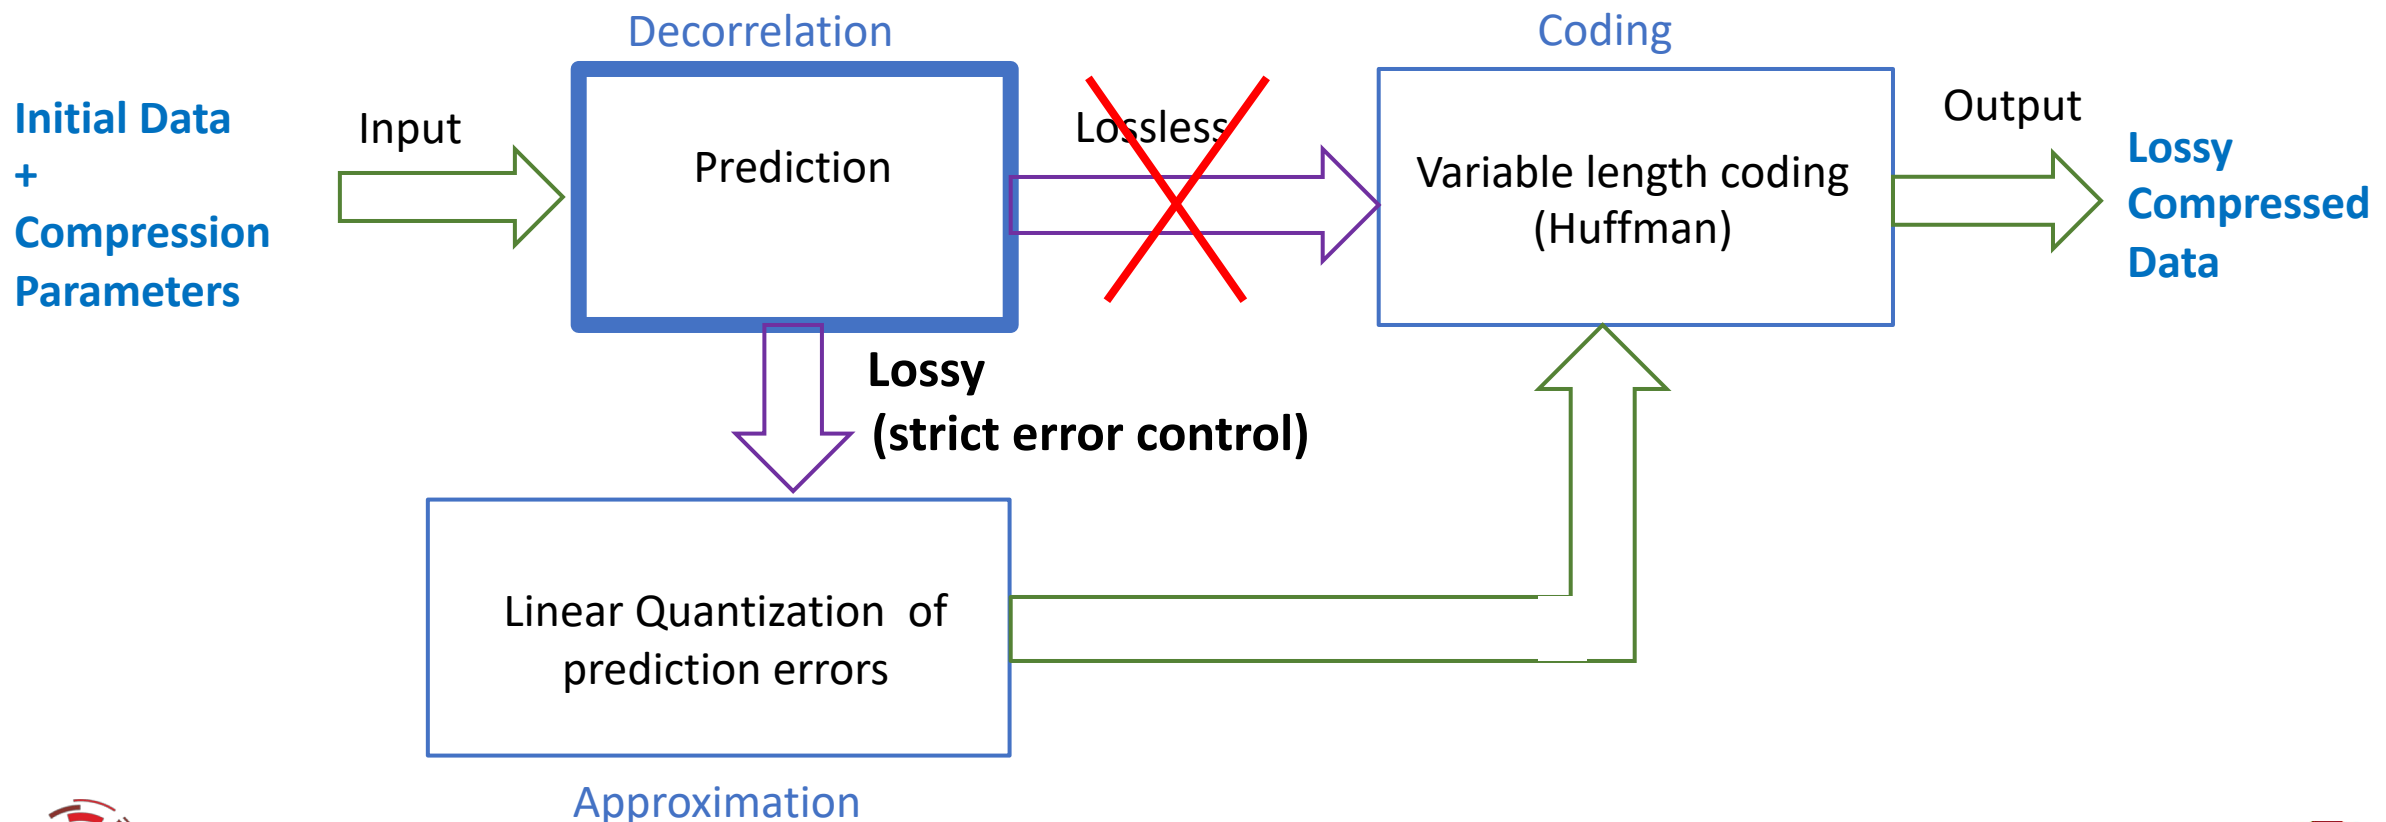 Decorrelation
Coding
Initial Data
+
Compression
Parameters
Input
Prediction
Lossless
Variable length coding
(Huffman)
Output
Lossy
Compressed
Data
Lossy
(strict error control)
Linear Quantization of
prediction errors
Approximation